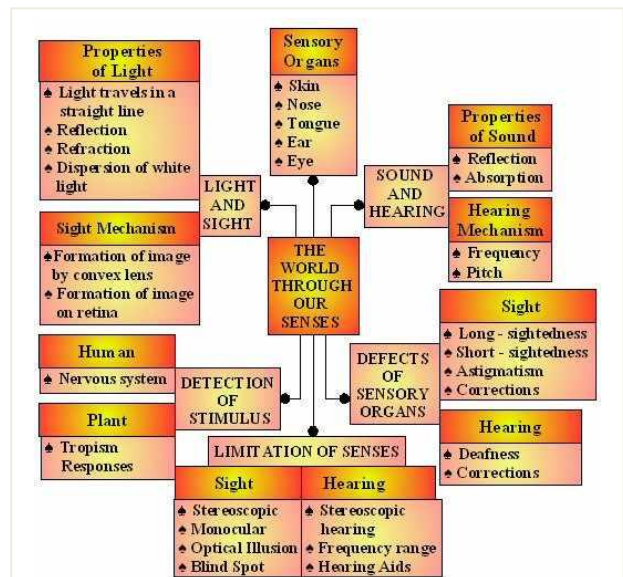 Properties
of Light
♠ Light travels in a
straight line
♠ Reflection
♠ Refraction
♠ Dispersion of white
light
Sensory
Organs
♠ Skin
♠ Nose
♠ Tongue
♠ Ear
♠ Eye
Properties
of Sound
♠ Reflection
♠ Absorption
LIGHT
AND
SIGHT
SOUND
AND
HEARING
Sight Mechanism
♠ Formation of image
by convex lens
♠ Formation of image
on retina
Hearing
Mechanism
♠ Frequency
♠ Pitch
THE
WORLD
THROUGH
OUR
SENSES
Human
♠ Nervous system
Plant
♠ Tropism
Responses
DETECTION
OF
STIMULUS
DEFECTS
OF
SENSORY
ORGANS
Sight
♠ Long - sightedness
♠ Short - sightedness
♠ Astigmatism
♠ Corrections
Hearing
♠ Deafness
♠ Corrections
LIMITATION OF SENSES
Sight
♠ Stereoscopic
♠ Monocular
♠ Optical Illusion
♠ Blind Spot
Hearing
♠ Stereoscopic
hearing
♠ Frequency range
♠ Hearing Aids